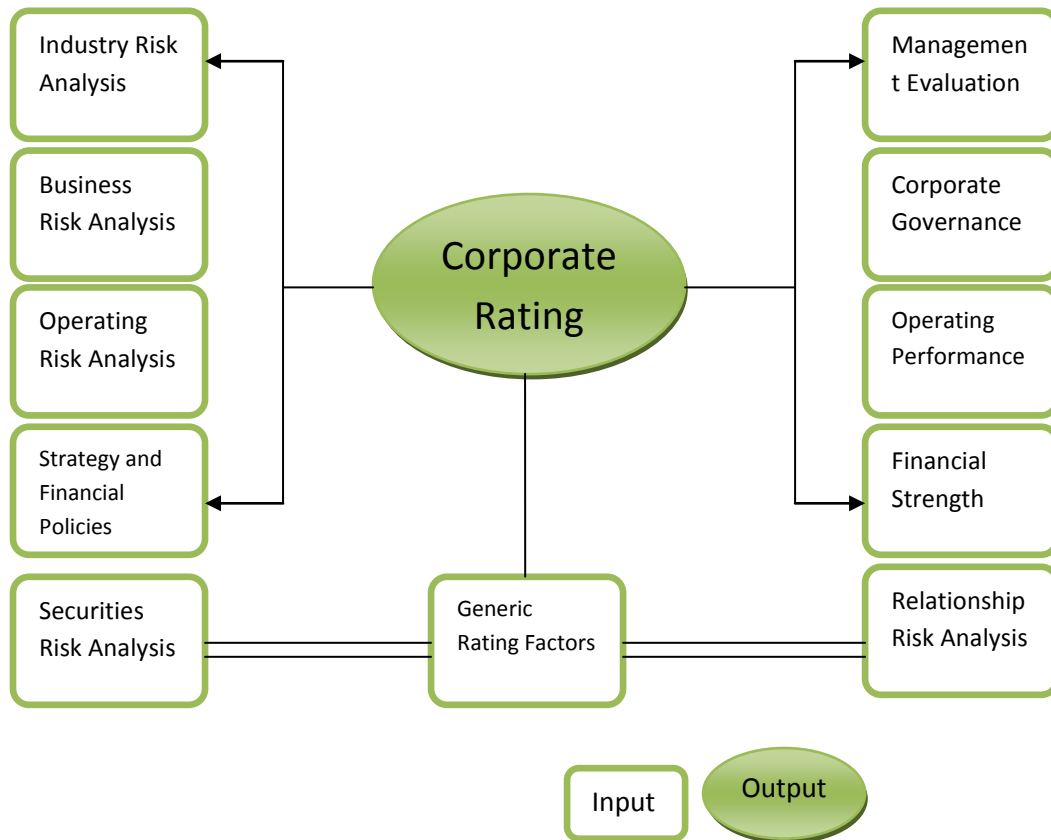 Industry Risk
Analysis
Business
Risk Analysis
Operating
Risk Analysis
Strategy and
Financial
Policies
Securities
Risk Analysis
Corporate
Rating
Generic
Rating Factors
Managemen
t Evaluation
Corporate
Governance
Operating
Performance
Financial
Strength
Relationship
Risk Analysis
Input
Output